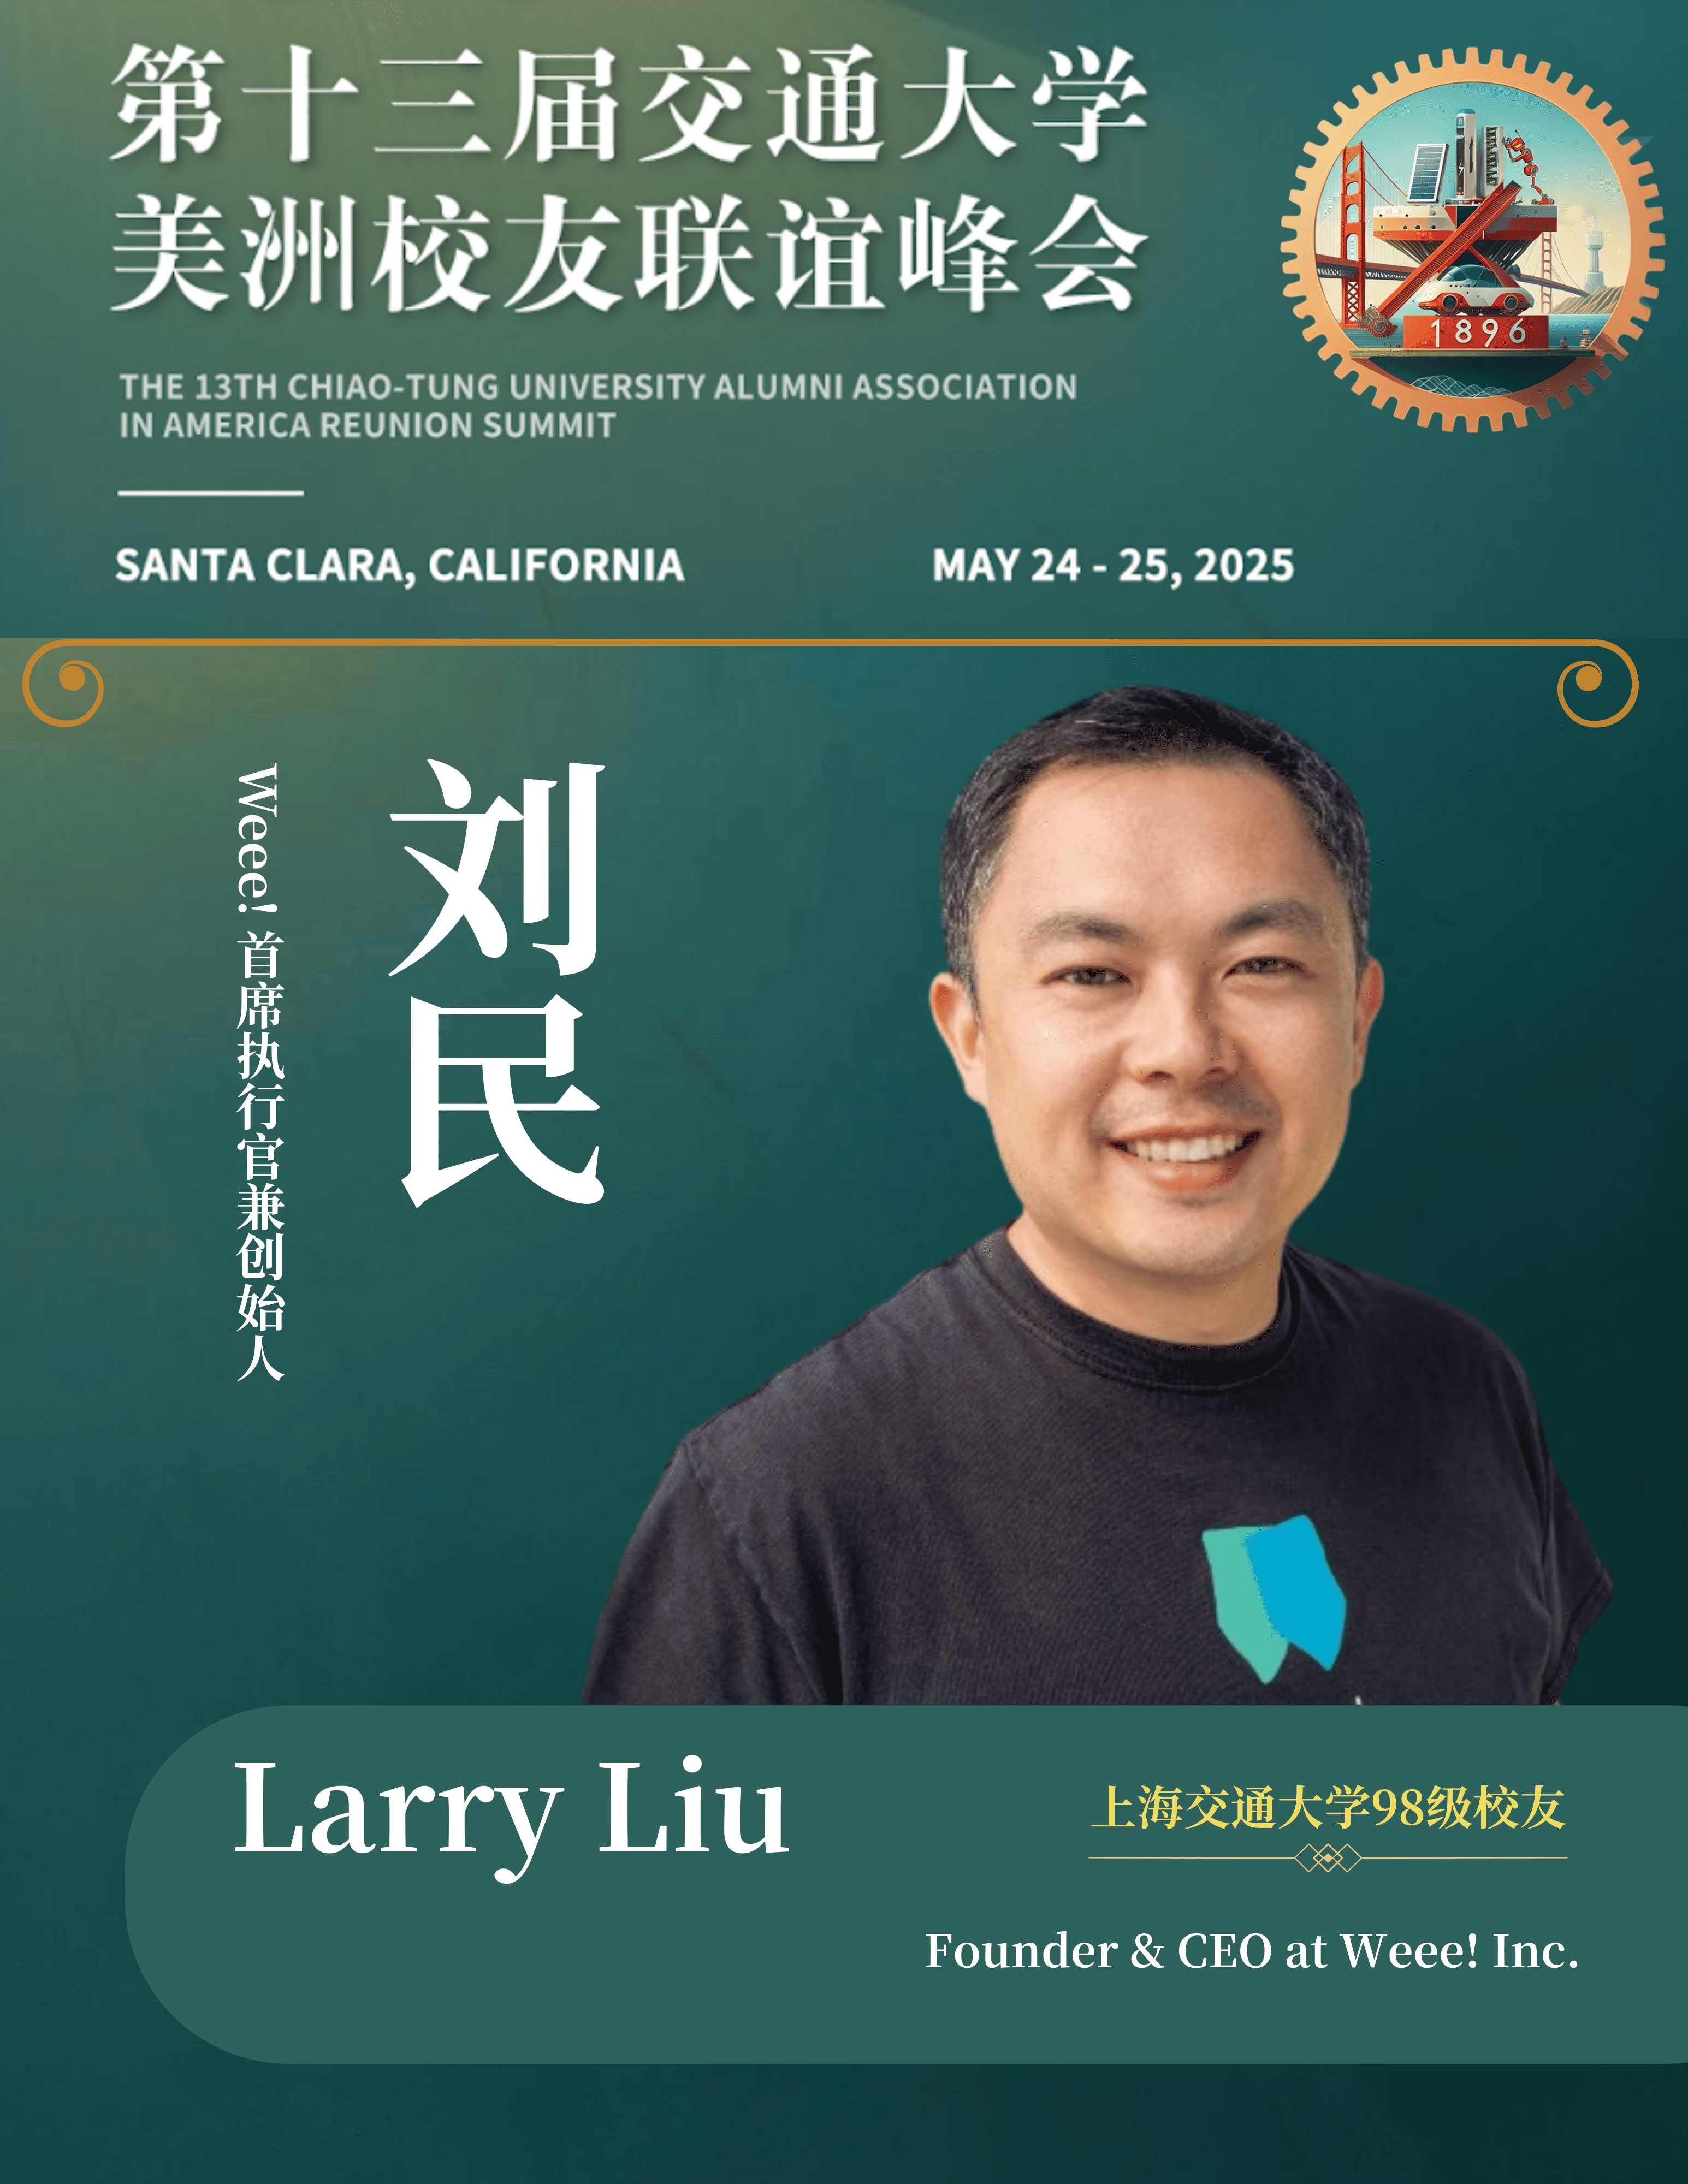 第十三届交通大学
美洲校友联谊峰会
1896
THE 13TH CHIAO-TUNG UNIVERSITY ALUMNI ASSOCIATION
IN AMERICA REUNION SUMMIT
SANTA CLARA, CALIFORNIA
MAY 24 - 25, 2025
刘民
Weee! 首席执行官兼创始人
Larry Liu
上海交通大学98级校友
Founder & CEO at Weee! Inc.